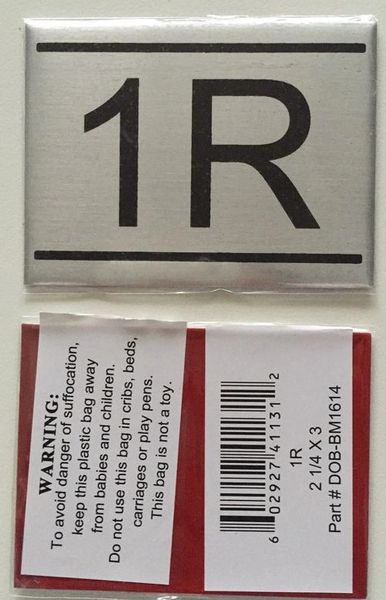 1R
WARNING:
To avoid danger of suffocation,
keep this plastic bag away
from babies and children.
Do not use this bag in cribs, beds,
carriages or play pens.
This bag is not a toy.
6 02927 41131 2
1R
2 1/4 X 3
Part # DOB-BM1614